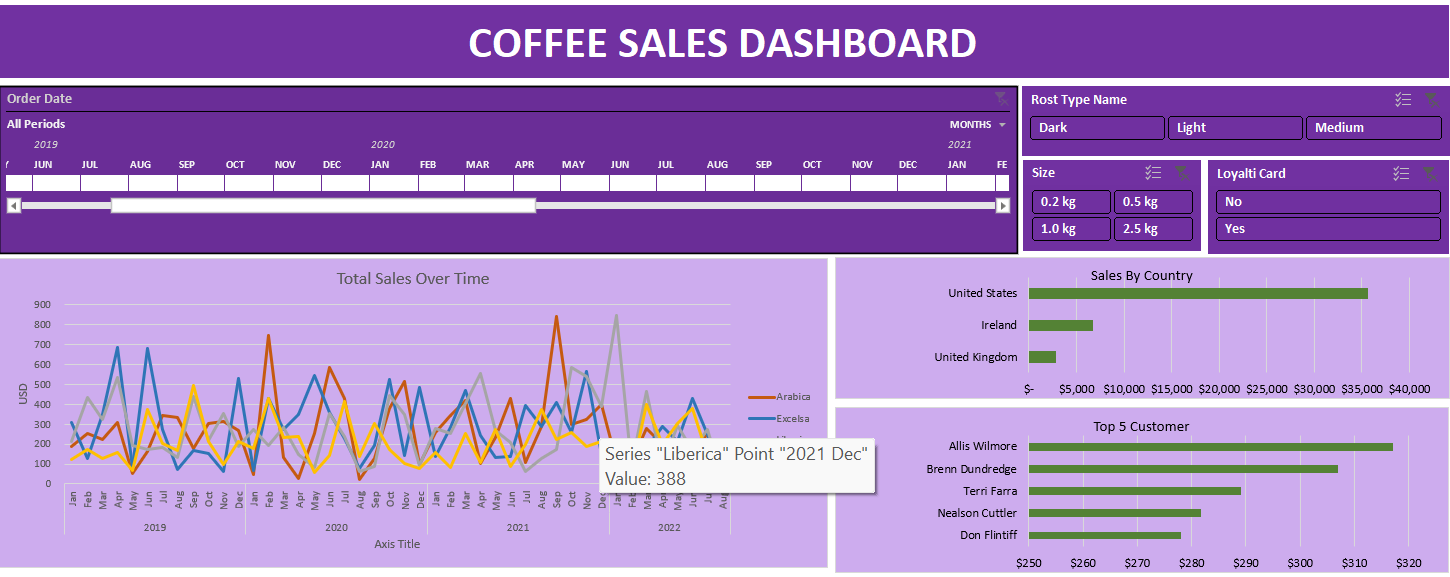 COFFEE SALES DASHBOARD
Order Date
All Periods
MONTHS
2019 2020 2021
Y JUN JUL AUG SEP OCT NOV DEC JAN FEB MAR APR MAY JUN JUL AUG SEP OCT NOV DEC JAN FE
Rost Type Name
Dark Light Medium
Size
0.2 kg 0.5 kg
1.0 kg 2.5 kg
Loyalti Card
No
Yes
Total Sales Over Time
900
800
700
600
500
400
300
200
100
0
USD
Jan Feb Mar Apr May Jun Jul Aug Sep Oct Nov Dec Jan Feb Mar Apr May Jun Jul Aug Sep Oct Nov Dec Jan Feb Mar Apr May Jun Jul Aug Sep Oct Nov Dec Jan Feb Mar Apr May Jun Jul Aug
2019 2020 2021 2022
Axis Title
Arabica
Excelsa
Series "Liberica" Point "2021 Dec"
Value: 388
Sales By Country
United States
Ireland
United Kingdom
$- $5,000 $10,000 $15,000 $20,000 $25,000 $30,000 $35,000 $40,000
Top 5 Customer
Allis Wilmore
Brenn Dundredge
Terri Farra
Nealson Cuttler
Don Flintiff
$250 $260 $270 $280 $290 $300 $310 $320